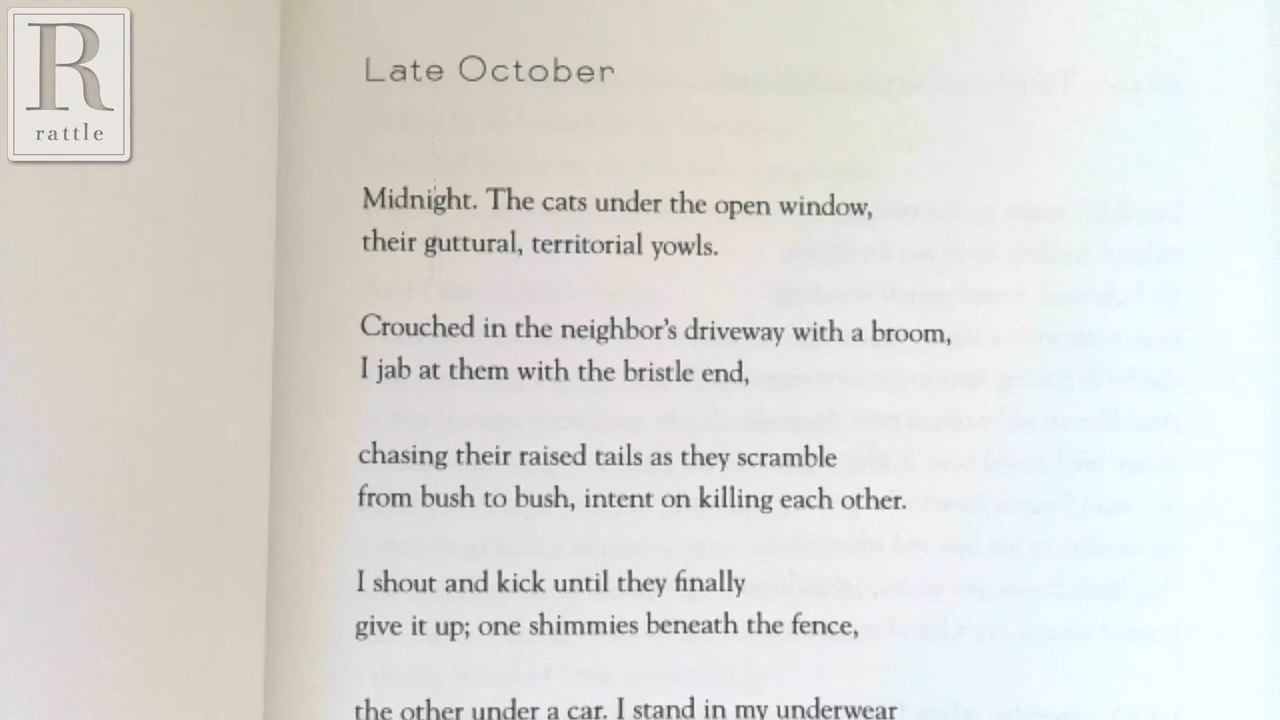 R
rattle
Late October
Midnight. The cats under the open window,
their guttural, territorial yowls.
Crouched in the neighbor's driveway with a broom,
I jab at them with the bristle end,
chasing their raised tails as they scramble
from bush to bush, intent on killing each other.
I shout and kick until they finally
give it up; one shimmies beneath the fence,
the other under a car. I stand in my underwear